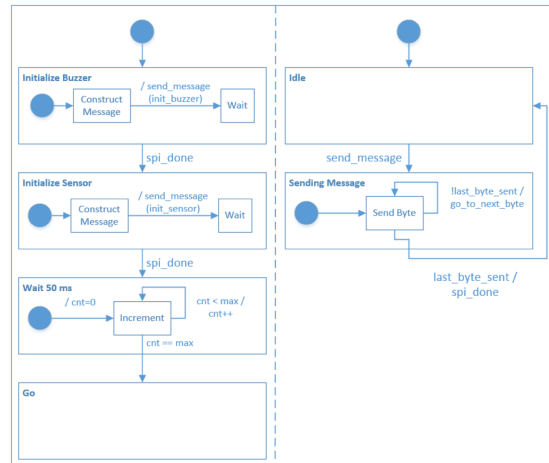 Initialize Buzzer
/ send_message
(init_buzzer)
Construct
Message
Wait
spi_done
Initialize Sensor
/ send_message
(init_sensor)
Construct
Message
Wait
spi_done
Wait 50 ms
/ cnt=0
Increment
cnt < max /
cnt++
cnt == max
Go
Idle
send_message
Sending Message
Send Byte
!last_byte_sent /
go_to_next_byte
last_byte_sent /
spi_done